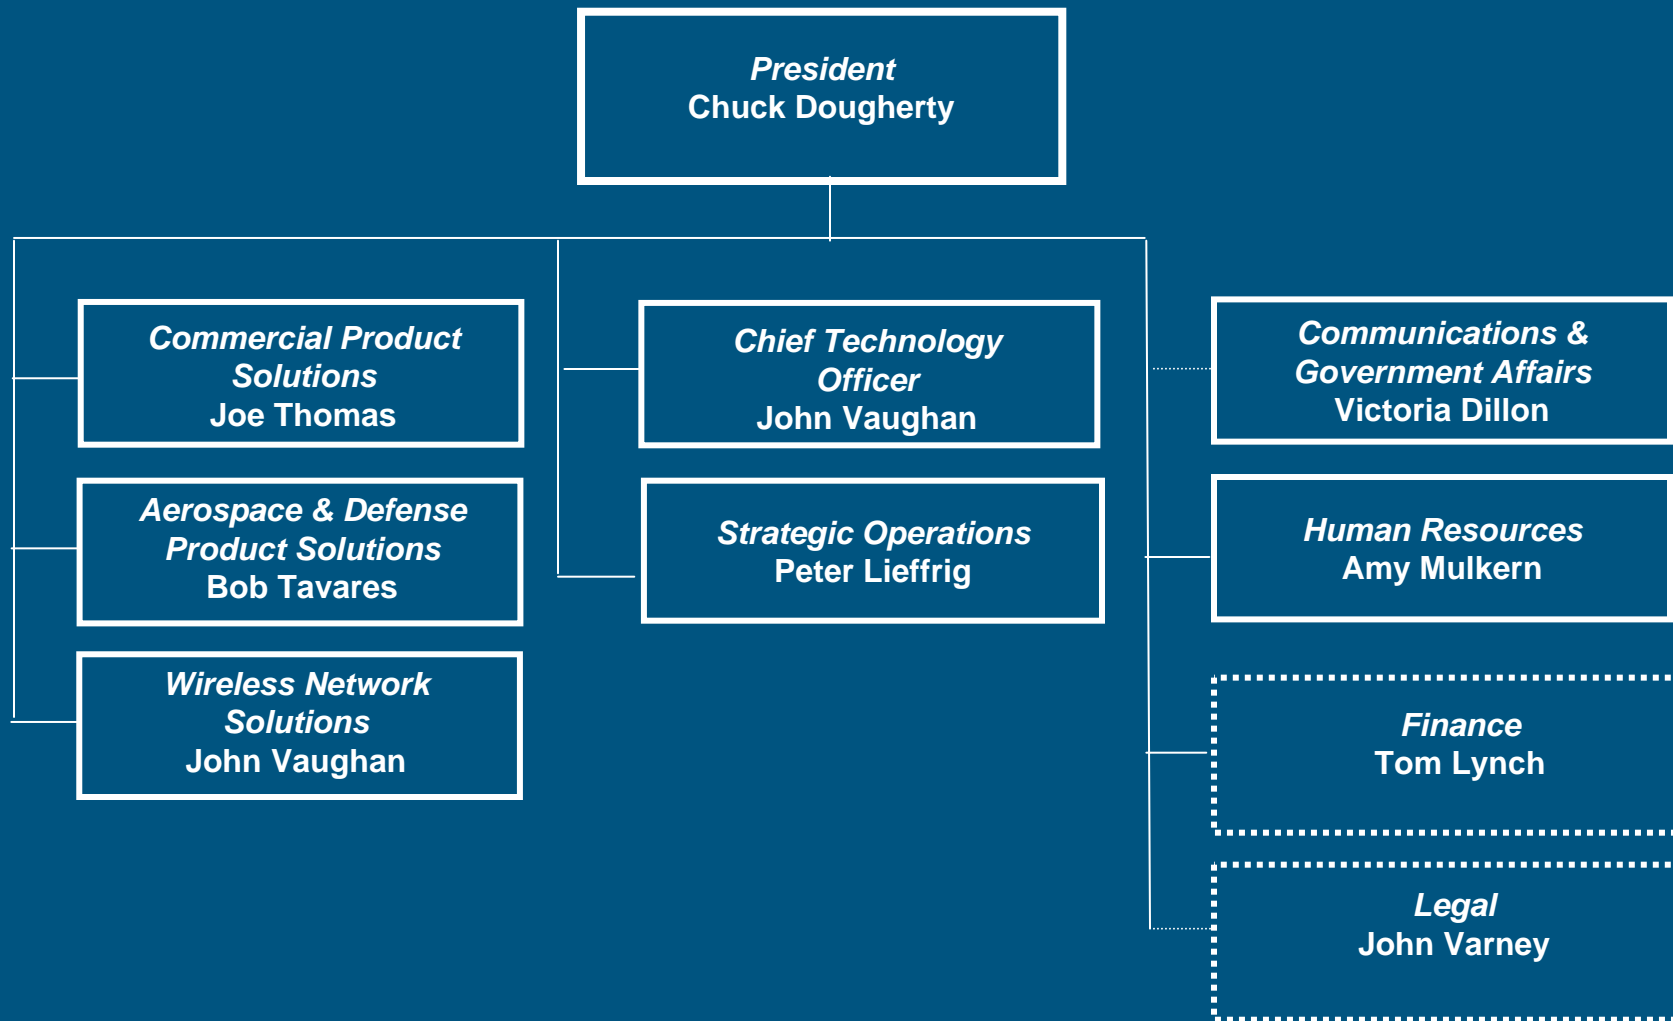 President
Chuck Dougherty
Commercial Product
Solutions
Joe Thomas
Aerospace & Defense
Product Solutions
Bob Tavares
Wireless Network
Solutions
John Vaughan
Chief Technology
Officer
John Vaughan
Strategic Operations
Peter Lieffrig
Communications &
Government Affairs
Victoria Dillon
Human Resources
Amy Mulkern
Finance
Tom Lynch
Legal
John Varney